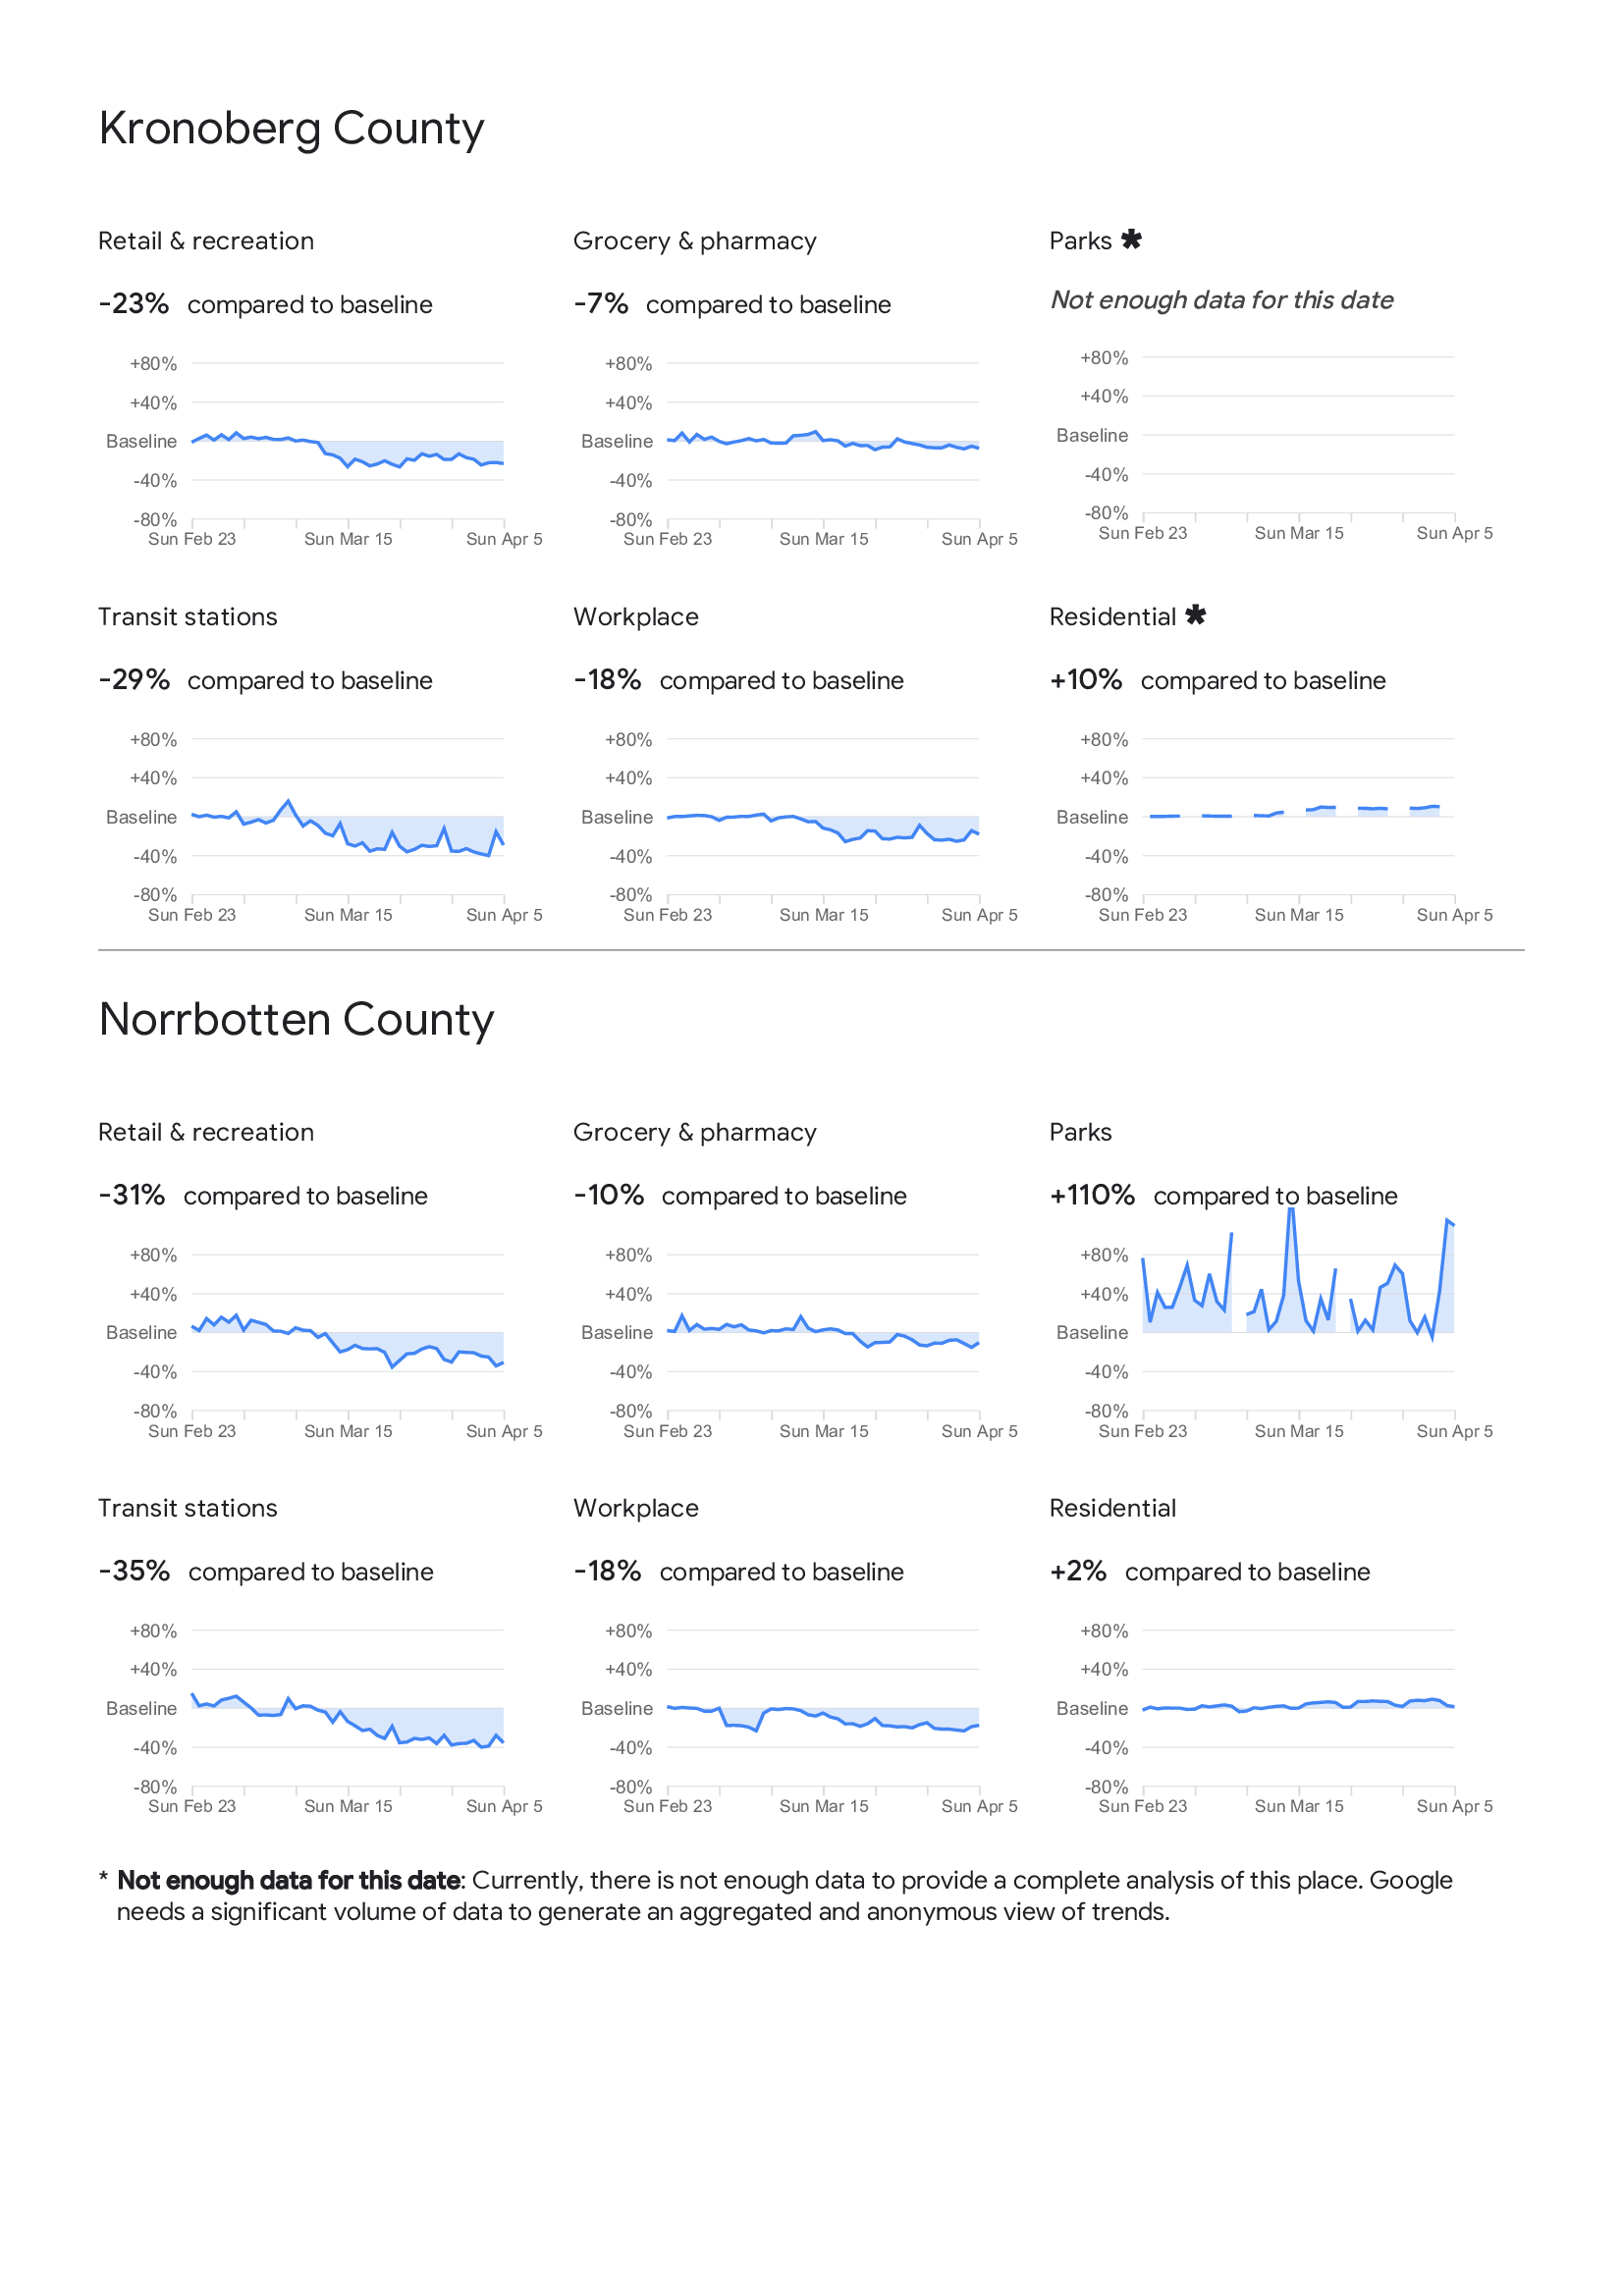 Kronoberg County
Retail & recreation
-23% compared to baseline
+80%
+40%
Baseline
-40%
-80%
Sun Feb 23 Sun Mar 15 Sun Apr 5
Grocery & pharmacy
-7% compared to baseline
+80%
+40%
Baseline
-40%
-80%
Sun Feb 23 Sun Mar 15 Sun Apr 5
Parks *
Not enough data for this date
+80%
+40%
Baseline
-40%
-80%
Sun Feb 23 Sun Mar 15 Sun Apr 5
Transit stations
-29% compared to baseline
+80%
+40%
Baseline
-40%
-80%
Sun Feb 23 Sun Mar 15 Sun Apr 5
Workplace
-18% compared to baseline
+80%
+40%
Baseline
-40%
-80%
Sun Feb 23 Sun Mar 15 Sun Apr 5
Residential *
+10% compared to baseline
+80%
+40%
Baseline
-40%
-80%
Sun Feb 23 Sun Mar 15 Sun Apr 5
Norrbotten County
Retail & recreation
-31% compared to baseline
+80%
+40%
Baseline
-40%
-80%
Sun Feb 23 Sun Mar 15 Sun Apr 5
Grocery & pharmacy
-10% compared to baseline
+80%
+40%
Baseline
-40%
-80%
Sun Feb 23 Sun Mar 15 Sun Apr 5
Parks
+110% compared to baseline
+80%
+40%
Baseline
-40%
-80%
Sun Feb 23 Sun Mar 15 Sun Apr 5
Transit stations
-35% compared to baseline
+80%
+40%
Baseline
-40%
-80%
Sun Feb 23 Sun Mar 15 Sun Apr 5
Workplace
-18% compared to baseline
+80%
+40%
Baseline
-40%
-80%
Sun Feb 23 Sun Mar 15 Sun Apr 5
Residential
+2% compared to baseline
+80%
+40%
Baseline
-40%
-80%
Sun Feb 23 Sun Mar 15 Sun Apr 5
* Not enough data for this date: Currently, there is not enough data to provide a complete analysis of this place. Google
needs a significant volume of data to generate an aggregated and anonymous view of trends.